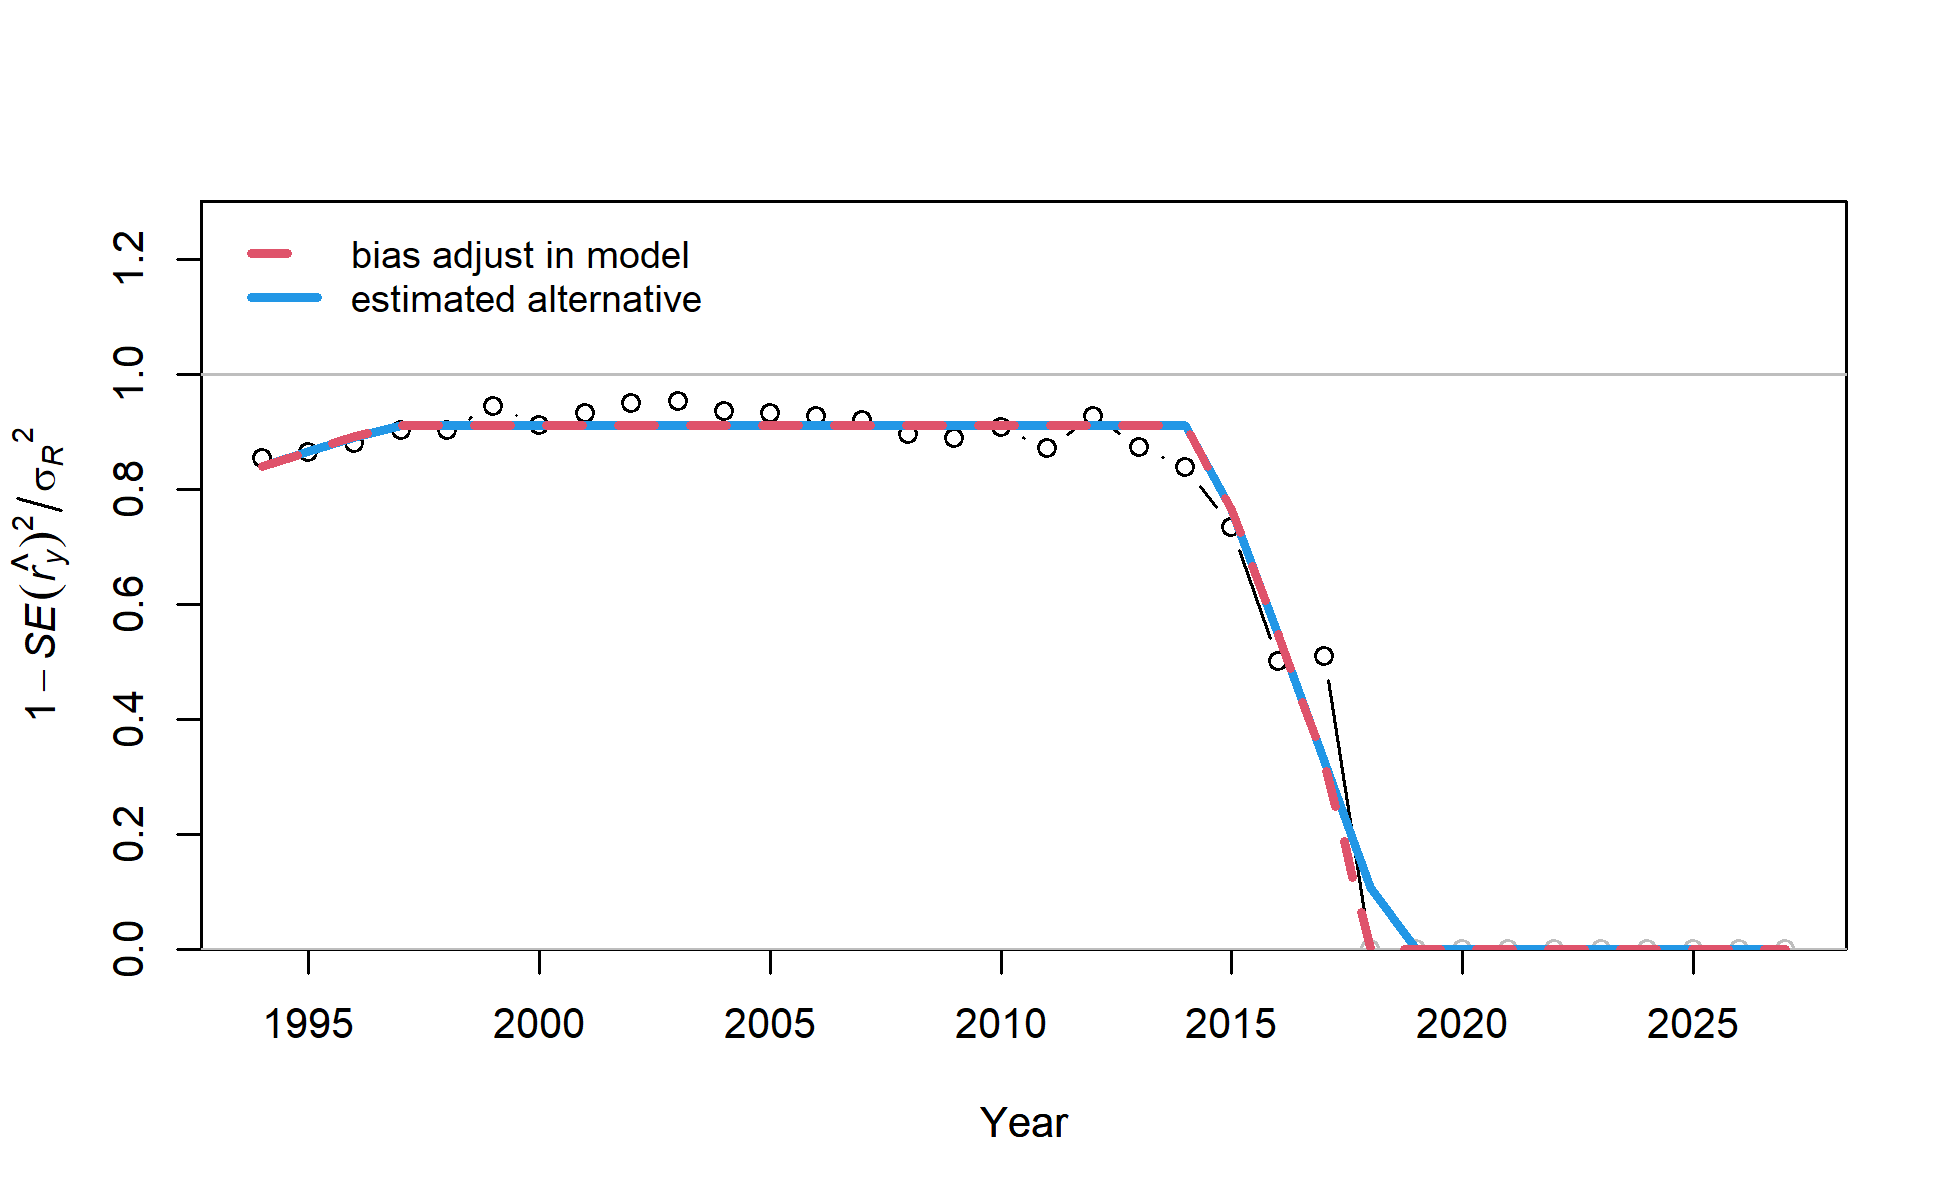 bias adjust in model
estimated alternative
1.2
1.0
0.8
0.6
0.4
0.2
0.0
1 − SE(r̂y)² / σR²
1995 2000 2005 2010 2015 2020 2025
Year